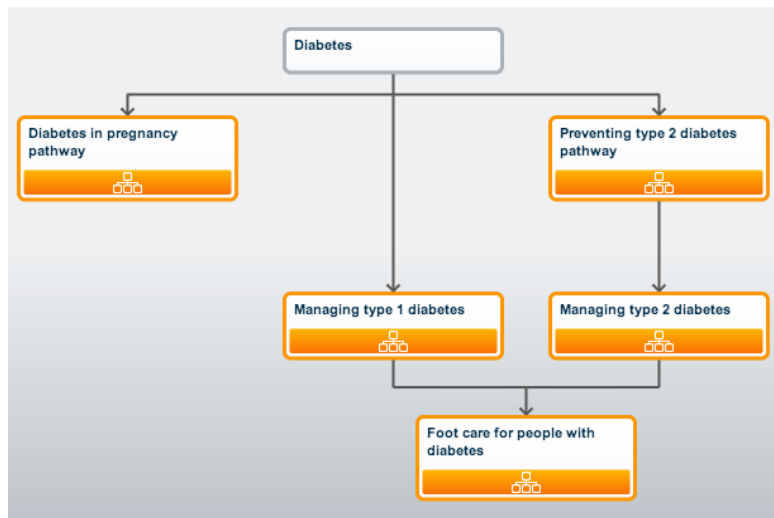 Diabetes
Diabetes in pregnancy
pathway
Preventing type 2 diabetes
pathway
Managing type 1 diabetes
Managing type 2 diabetes
Foot care for people with
diabetes